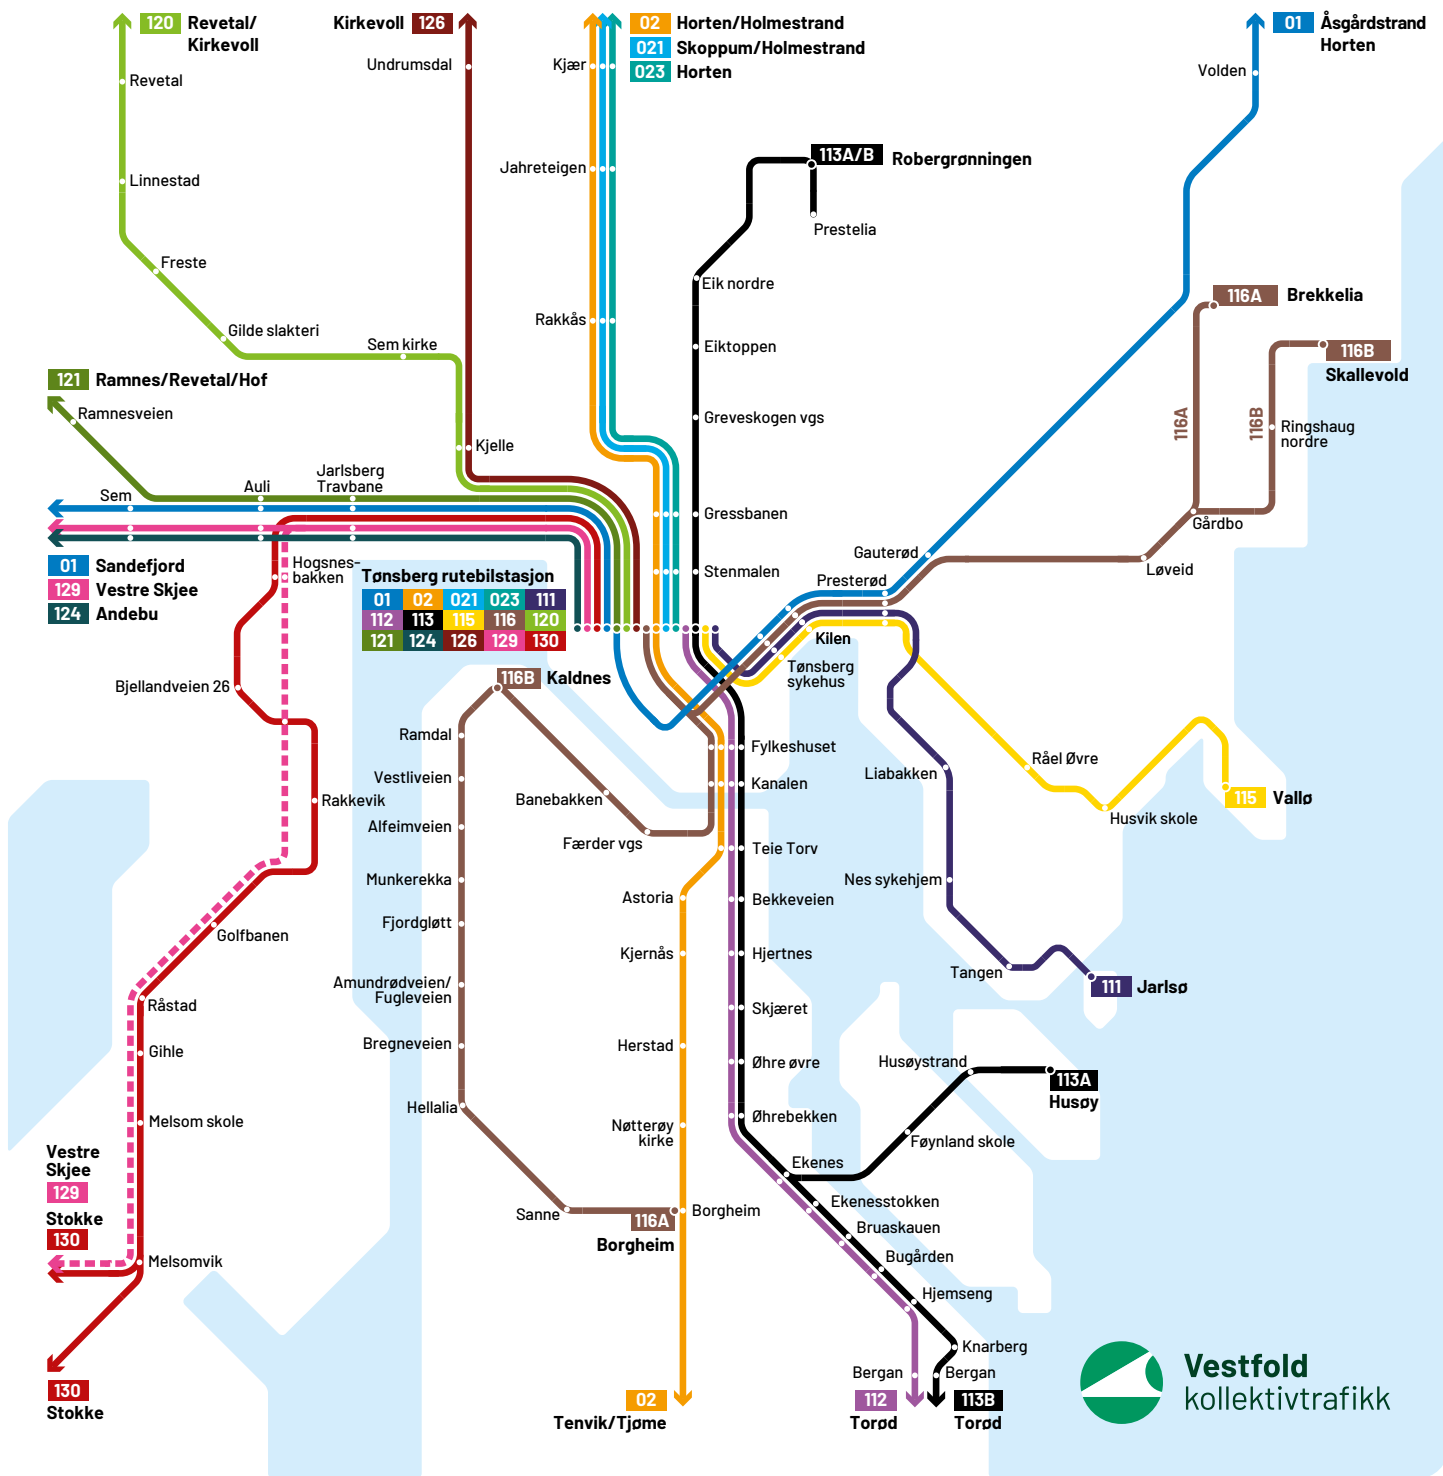 120 Revetal/
Kirkevoll
Kirkevoll 126
02 Horten/Holmestrand
021 Skoppum/Holmestrand
023 Horten
01 Åsgårdstrand
Horten
Revetal
Undrumsdal
Kjær
Volden
Linnestad
Jahreteigen
113A/B Robergrønningen
Prestelia
Freste
Eik nordre
116A Brekkelia
Gilde slakteri
Sem kirke
Rakkås
Eiktoppen
116B
Skallevold
121 Ramnes/Revetal/Hof
Ramnesveien
Greveskogen vgs
116A
116B
Ringshaug
nordre
Kjelle
Sem
Auli
Jarlsberg
Travbane
Gressbanen
Gårdbo
Gauterød
Løveid
01 Sandefjord
129 Vestre Skjee
124 Andebu
Hogsnes-
bakken
Tønsberg rutebilstasjon
01 02 021 023 111
112 113 115 116 120
121 124 126 129 130
Stenmalen
Presterød
Kilen
Tønsberg
sykehus
Bjellandveien 26
116B Kaldnes
Ramdal
Fylkeshuset
Vestliveien
Kanalen
Liabakken
Råel Øvre
Rakkevik
Banebakken
115 Vallø
Alfeimveien
Husvik skole
Færder vgs
Teie Torv
Munkerekka
Nes sykehjem
Astoria
Bekkeveien
Fjordgløtt
Golfbanen
Kjernås
Hjertnes
Tangen
111 Jarlsø
Amundrødveien/
Fugleveien
Råstad
Skjæret
Gihle
Bregneveien
Herstad
Øhre øvre
Husøystrand
113A
Husøy
Hellalia
Melsom skole
Nøtterøy
kirke
Øhrebekken
Føynland skole
Vestre
Skjee
129
Stokke
130
Ekenes
Ekenesstokken
Sanne
116A
Borgheim
Borgheim
Bruaskauen
Bugården
Melsomvik
Hjemseng
Knarberg
Bergan
Bergan
130
Stokke
02
Tenvik/Tjøme
112
Torød
113B
Torød
Vestfold
kollektivtrafikk